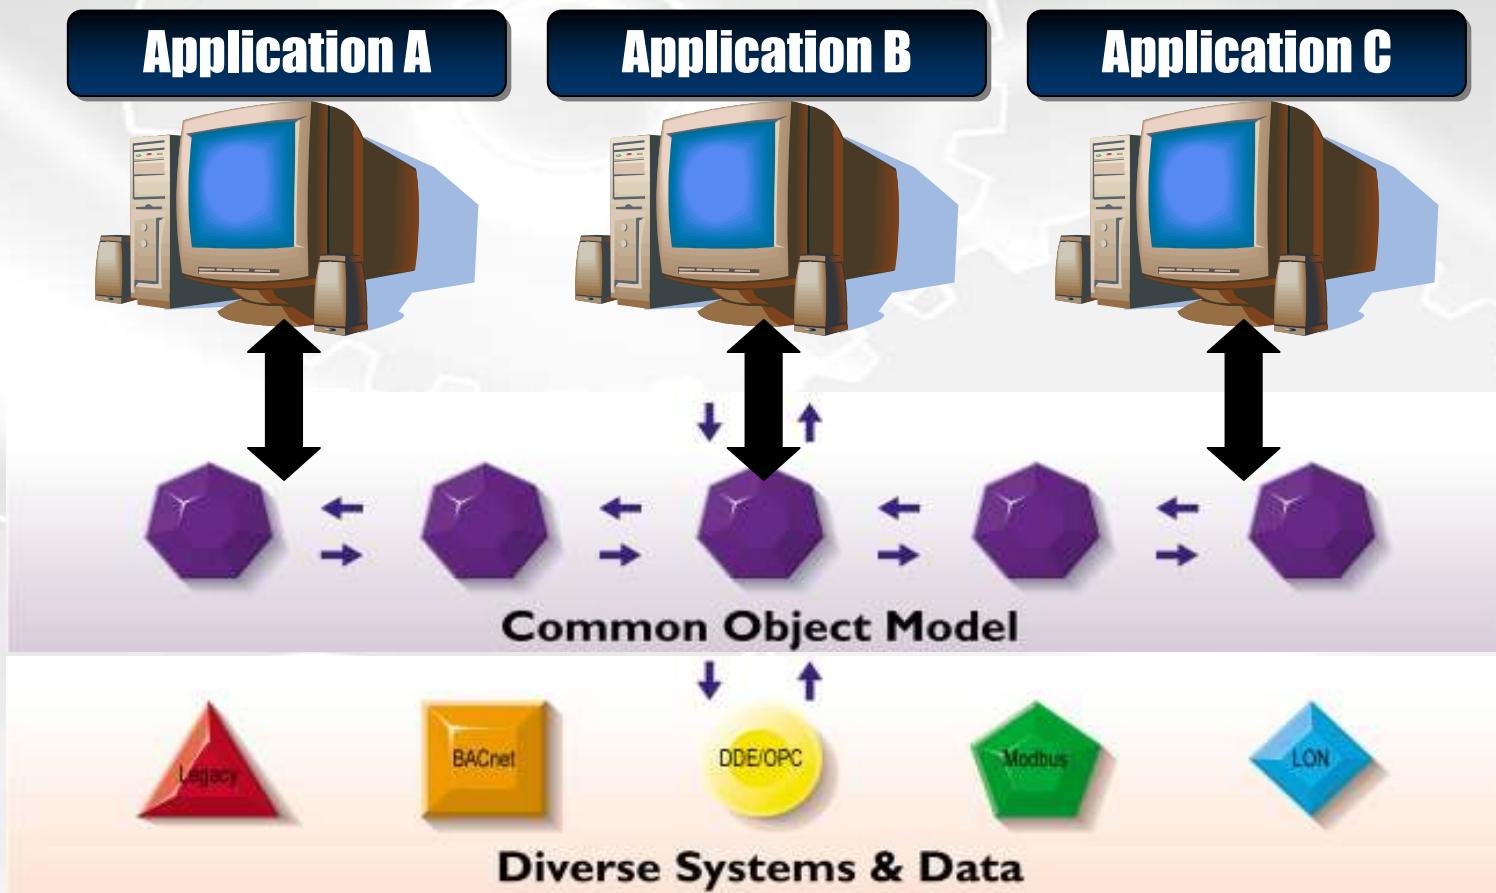 Application A
Application B
Application C
Common Object Model
Legacy
BACnet
DDE/OPC
Modbus
LON
Diverse Systems & Data